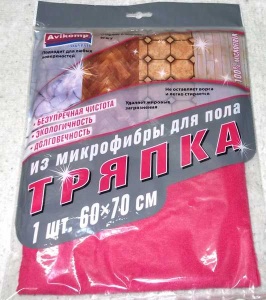 Avikomp
Подходит для любых
поверхностей
Не оставляет ворса
и легко стирается
Удаляет жировые
загрязнения
• БЕЗУПРЕЧНАЯ ЧИСТОТА
• ЭКОЛОГИЧНОСТЬ
• ДОЛГОВЕЧНОСТЬ
ИЗ МИКРОФИБРЫ ДЛЯ ПОЛА
ТРЯПКА
1 ШТ. 60×70 СМ